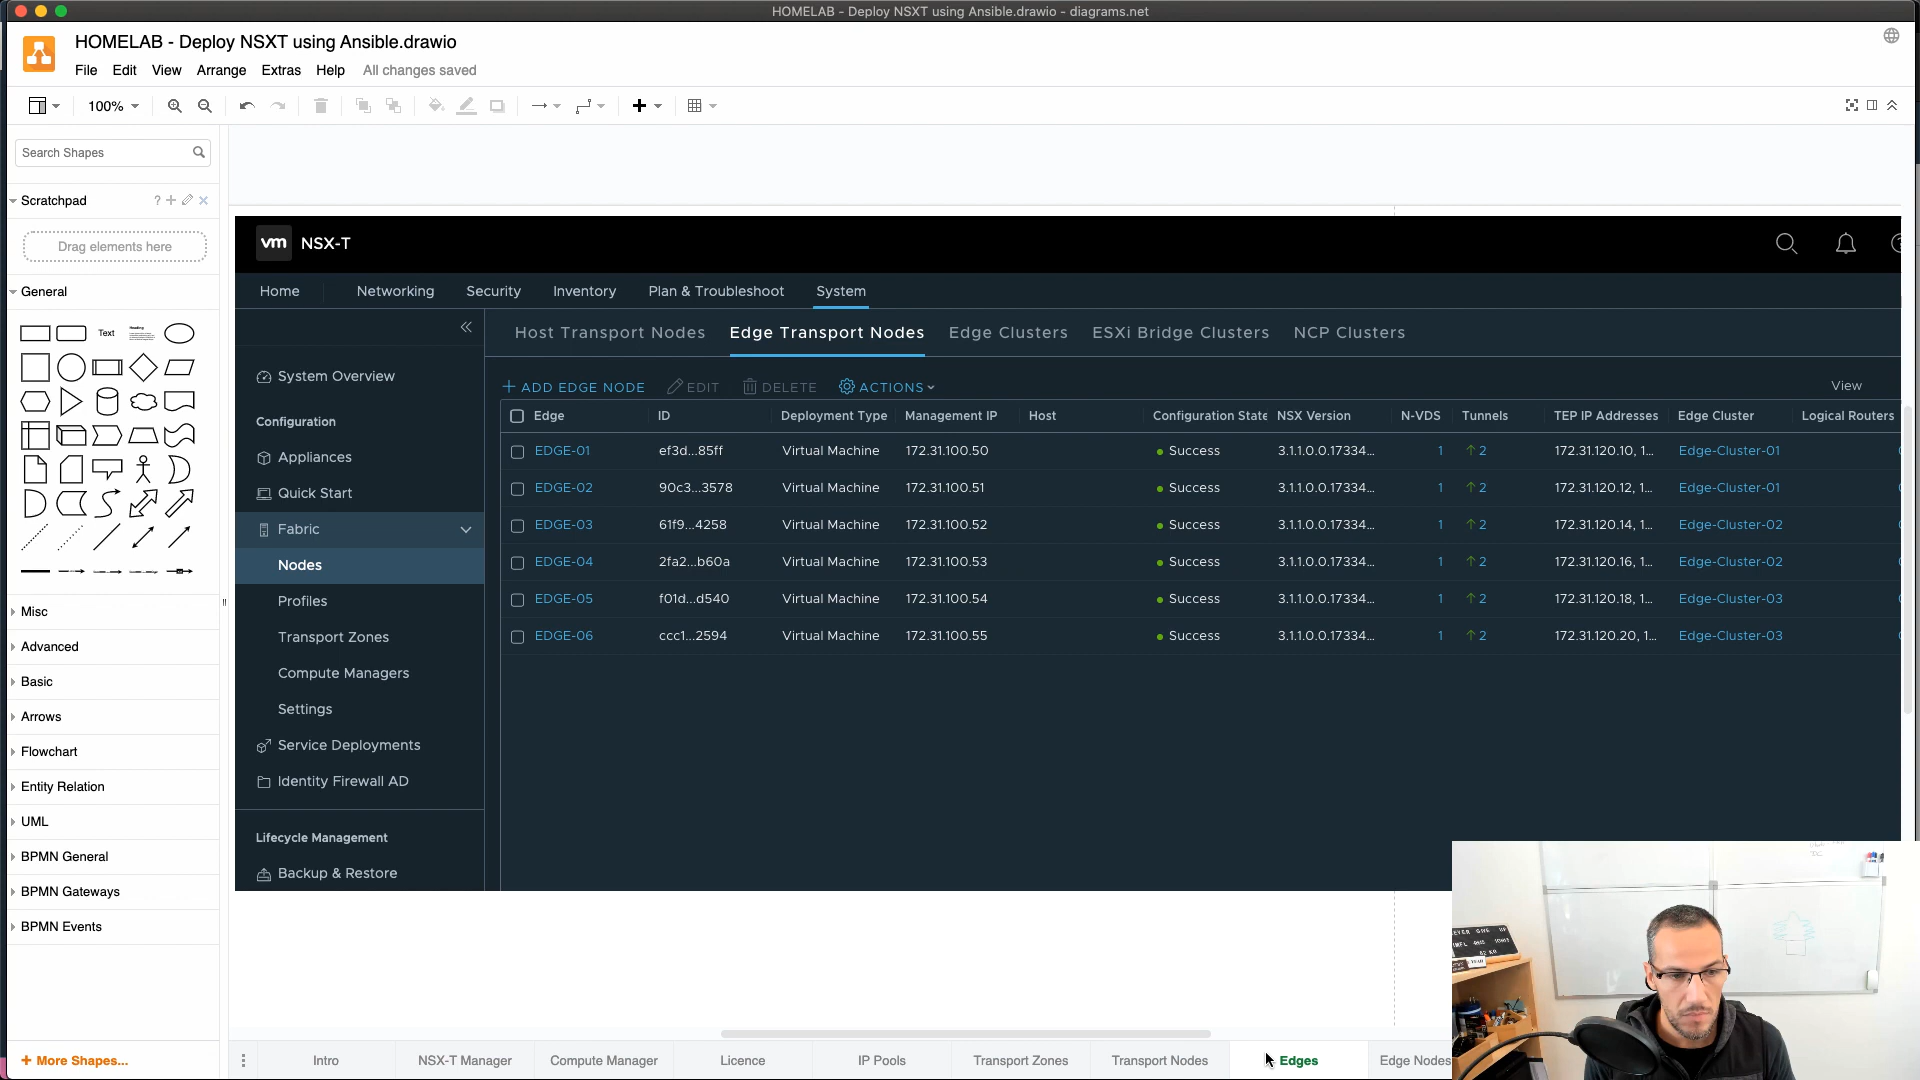 HOMELAB - Deploy NSXT using Ansible.drawio - diagrams.net
HOMELAB - Deploy NSXT using Ansible.drawio
File Edit View Arrange Extras Help All changes saved
100%
Search Shapes
Scratchpad
?
Drag elements here
General
Text
Heading
Misc
Advanced
Basic
Arrows
Flowchart
Entity Relation
UML
BPMN General
BPMN Gateways
BPMN Events
+ More Shapes...
vm NSX-T
Home Networking Security Inventory Plan & Troubleshoot System
System Overview
Configuration
Appliances
Quick Start
Fabric
Nodes
Profiles
Transport Zones
Compute Managers
Settings
Service Deployments
Identity Firewall AD
Lifecycle Management
Backup & Restore
Host Transport Nodes Edge Transport Nodes Edge Clusters ESXi Bridge Clusters NCP Clusters
+ ADD EDGE NODE EDIT DELETE ACTIONS View
Edge ID Deployment Type Management IP Host Configuration State NSX Version N-VDS Tunnels TEP IP Addresses Edge Cluster Logical Routers
EDGE-01 ef3d...85ff Virtual Machine 172.31.100.50 Success 3.1.1.0.0.17334... 1 2 172.31.120.10, 1... Edge-Cluster-01
EDGE-02 90c3...3578 Virtual Machine 172.31.100.51 Success 3.1.1.0.0.17334... 1 2 172.31.120.12, 1... Edge-Cluster-01
EDGE-03 61f9...4258 Virtual Machine 172.31.100.52 Success 3.1.1.0.0.17334... 1 2 172.31.120.14, 1... Edge-Cluster-02
EDGE-04 2fa2...b60a Virtual Machine 172.31.100.53 Success 3.1.1.0.0.17334... 1 2 172.31.120.16, 1... Edge-Cluster-02
EDGE-05 f01d...d540 Virtual Machine 172.31.100.54 Success 3.1.1.0.0.17334... 1 2 172.31.120.18, 1... Edge-Cluster-03
EDGE-06 ccc1...2594 Virtual Machine 172.31.100.55 Success 3.1.1.0.0.17334... 1 2 172.31.120.20, 1... Edge-Cluster-03
Intro NSX-T Manager Compute Manager Licence IP Pools Transport Zones Transport Nodes Edges Edge Nodes